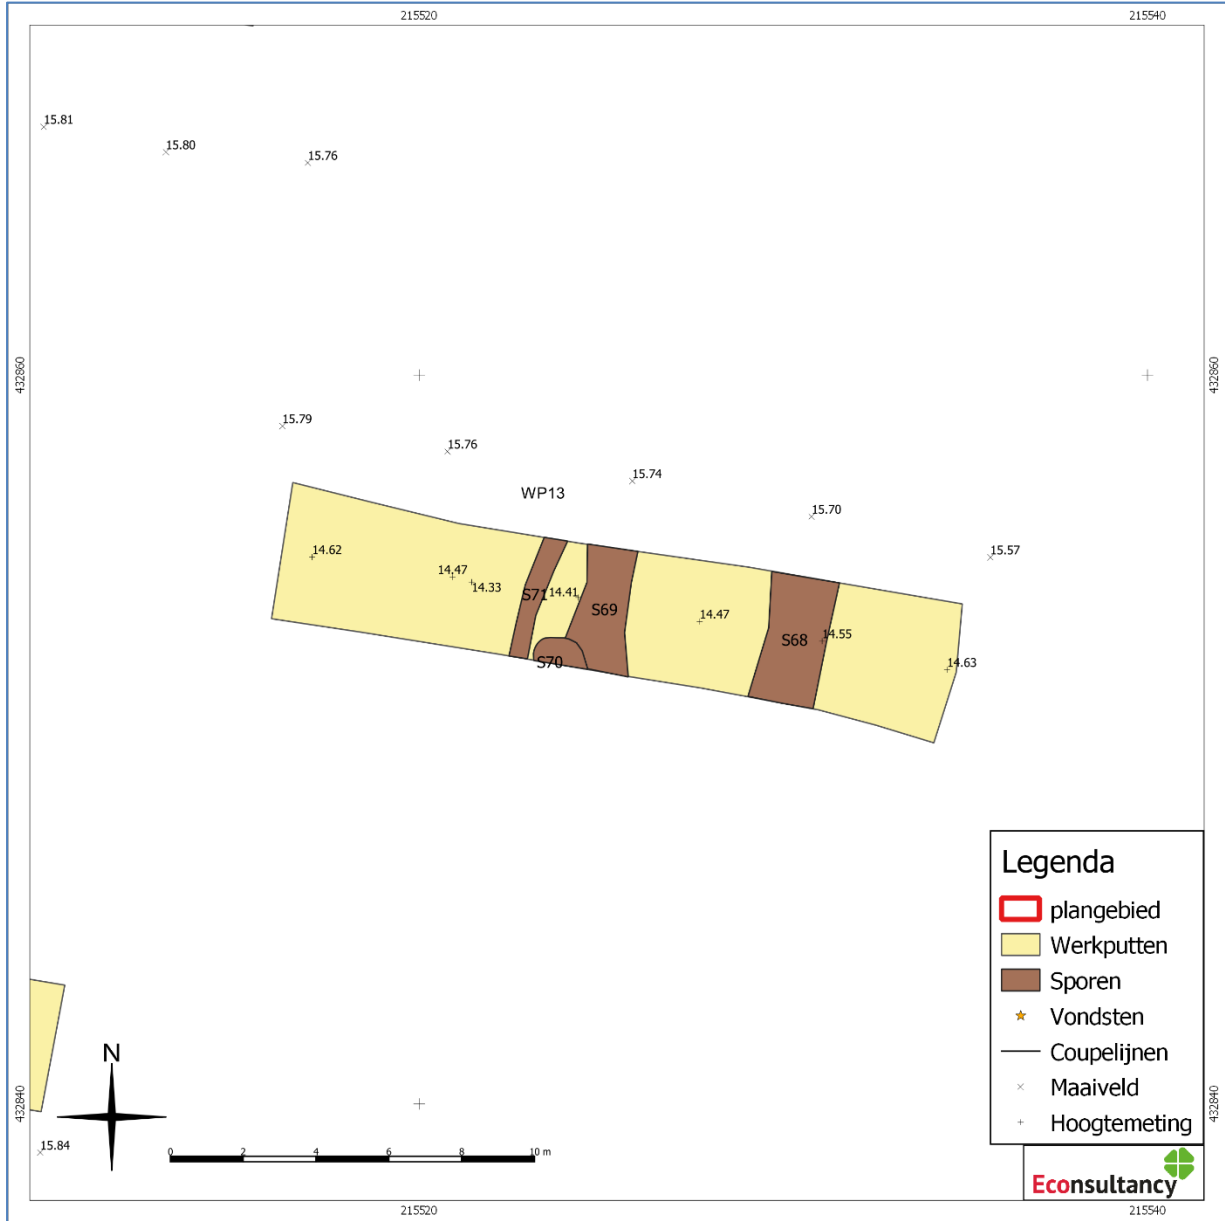 215520
215540
15.81
15.80
15.76
432860
432860
15.79
15.76
15.74
WP13
15.70
15.57
14.62
14.47
14.33
S71
14.41
S69
14.47
S68
14.55
S70
14.63
Legenda
plangebied
Werkputten
Sporen
Vondsten
Coupelijnen
Maaiveld
Hoogtemeting
N
432840
432840
15.84
0 2 4 6 8 10 m
Econsultancy
215520
215540